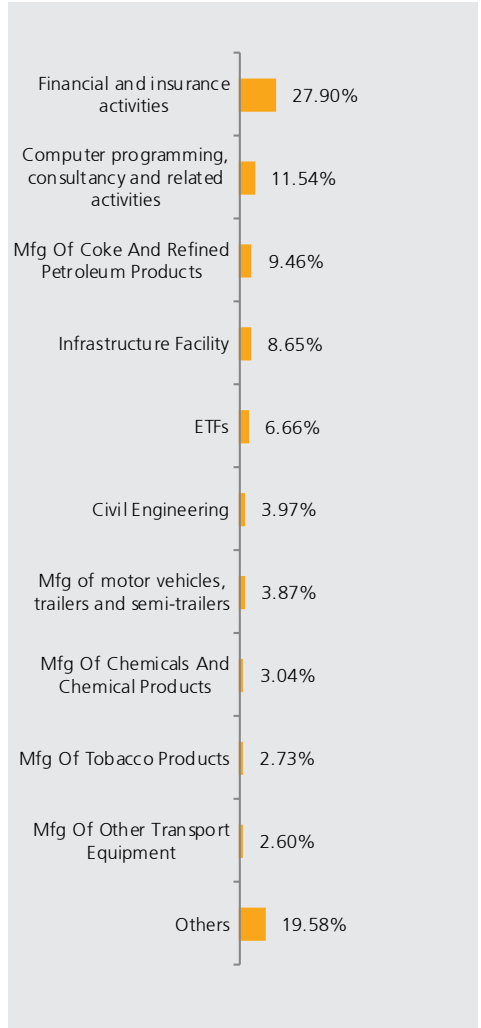 Financial and insurance
activities
27.90%
Computer programming,
consultancy and related
activities
11.54%
Mfg Of Coke And Refined
Petroleum Products
9.46%
Infrastructure Facility
8.65%
ETFs
6.66%
Civil Engineering
3.97%
Mfg of motor vehicles,
trailers and semi-trailers
3.87%
Mfg Of Chemicals And
Chemical Products
3.04%
Mfg Of Tobacco Products
2.73%
Mfg Of Other Transport
Equipment
2.60%
Others
19.58%